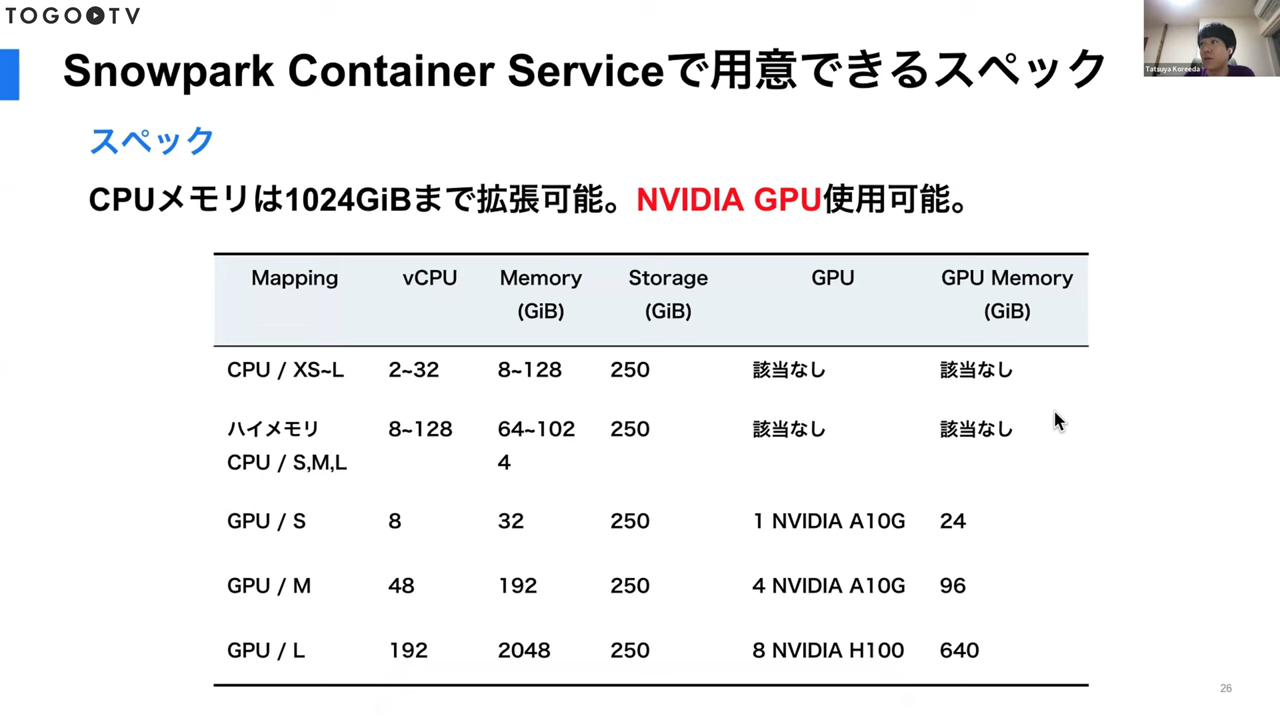 TOGOTV
Tatsuya Koreeda
Snowpark Container Serviceで用意できるスペック
スペック
CPUメモリは1024GiBまで拡張可能。NVIDIA GPU使用可能。
Mapping vCPU Memory (GiB) Storage (GiB) GPU GPU Memory (GiB)
CPU / XS~L 2~32 8~128 250 該当なし 該当なし
ハイメモリ 8~128 64~102 250 該当なし 該当なし
CPU / S,M,L 4
GPU / S 8 32 250 1 NVIDIA A10G 24
GPU / M 48 192 250 4 NVIDIA A10G 96
GPU / L 192 2048 250 8 NVIDIA H100 640
26